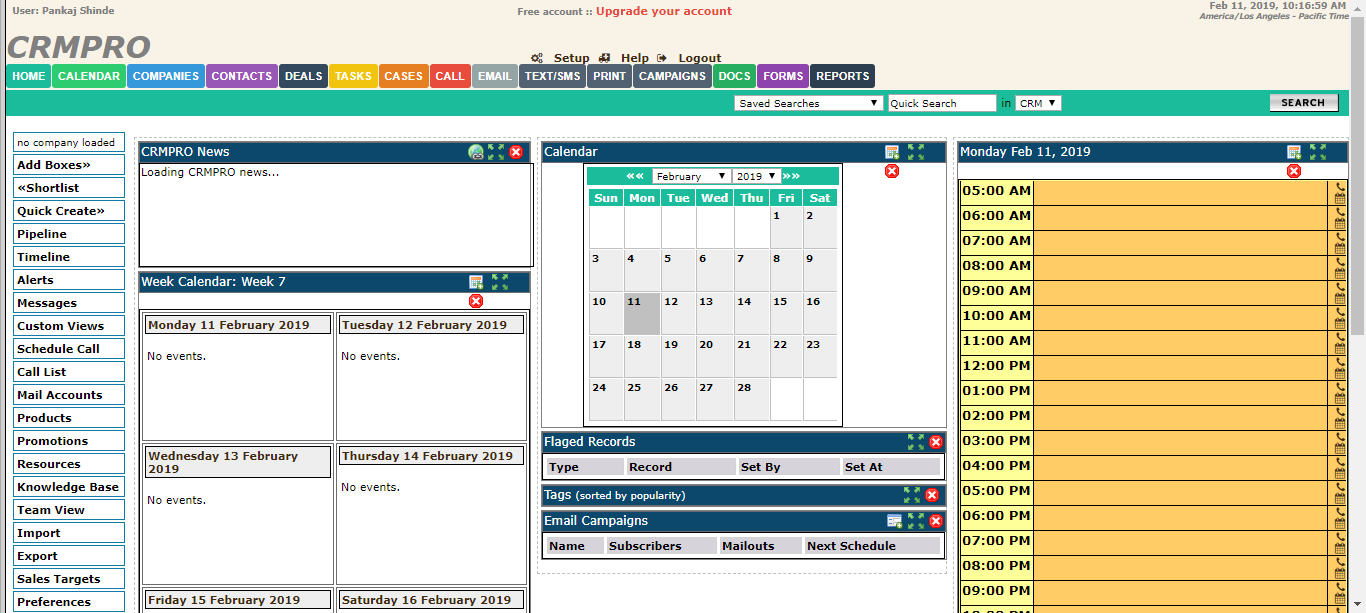 User: Pankaj Shinde
Free account :: Upgrade your account
Feb 11, 2019, 10:16:59 AM
America/Los Angeles - Pacific Time
CRMPRO
Setup Help Logout
HOME CALENDAR COMPANIES CONTACTS DEALS TASKS CASES CALL EMAIL TEXT/SMS PRINT CAMPAIGNS DOCS FORMS REPORTS
Saved Searches Quick Search in CRM SEARCH
no company loaded
Add Boxes»
«Shortlist
Quick Create»
Pipeline
Timeline
Alerts
Messages
Custom Views
Schedule Call
Call List
Mail Accounts
Products
Promotions
Resources
Knowledge Base
Team View
Import
Export
Sales Targets
Preferences
CRMPRO News
Loading CRMPRO news...
Week Calendar: Week 7
Monday 11 February 2019
No events.
Tuesday 12 February 2019
No events.
Wednesday 13 February
2019
No events.
Thursday 14 February 2019
No events.
Friday 15 February 2019
Saturday 16 February 2019
Calendar
«« February 2019 »»
Sun Mon Tue Wed Thu Fri Sat
1 2
3 4 5 6 7 8 9
10 11 12 13 14 15 16
17 18 19 20 21 22 23
24 25 26 27 28
Flaged Records
Type Record Set By Set At
Tags (sorted by popularity)
Email Campaigns
Name Subscribers Mailouts Next Schedule
Monday Feb 11, 2019
05:00 AM
06:00 AM
07:00 AM
08:00 AM
09:00 AM
10:00 AM
11:00 AM
12:00 PM
01:00 PM
02:00 PM
03:00 PM
04:00 PM
05:00 PM
06:00 PM
07:00 PM
08:00 PM
09:00 PM